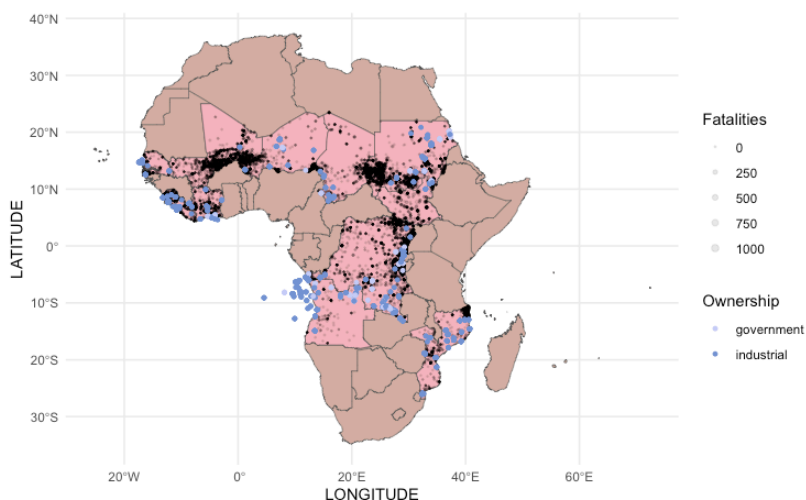 40°N
30°N
20°N
10°N
0°
10°S
20°S
30°S
LATITUDE
20°W
0°
20°E
40°E
60°E
LONGITUDE
Fatalities
0
250
500
750
1000
Ownership
government
industrial